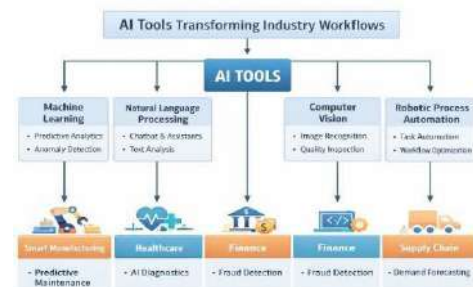 AI Tools Transforming Industry Workflows
AI TOOLS
Machine
Learning
• Predictive Analytics
• Anomaly Detection
Natural Language
Processing
• Chatbot & Assistants
• Text Analysis
Computer
Vision
• Image Recognition
• Quality Inspection
Robotic Process
Automation
• Task Automation
• Workflow Optimization
Smart Manufacturing
- Predictive
Maintenance
Healthcare
• AI Diagnostics
Finance
• Fraud Detection
Finance
• Fraud Detection
Supply Chain
• Demand Forecasting